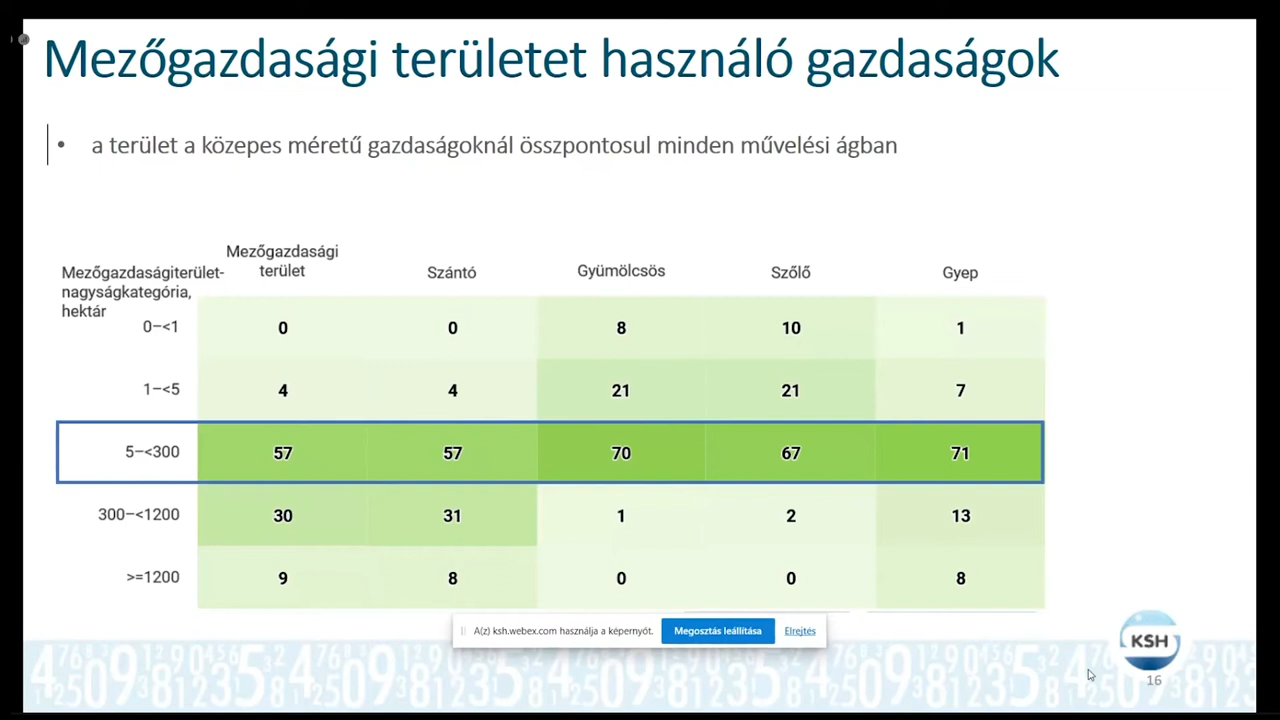 Mezőgazdasági területet használó gazdaságok
• a terület a közepes méretű gazdaságoknál összpontosul minden művelési ágban
Mezőgazdaságiterület-
nagyságkategória,
hektár
Mezőgazdasági
terület
Szántó
Gyümölcsös
Szőlő
Gyep
0–<1 0 0 8 10 1
1–<5 4 4 21 21 7
5–<300 57 57 70 67 71
300–<1200 30 31 1 2 13
>=1200 9 8 0 0 8
A(z) ksh.webex.com használja a képernyőt. Megosztás leállítása Elrejtés
KSH
16